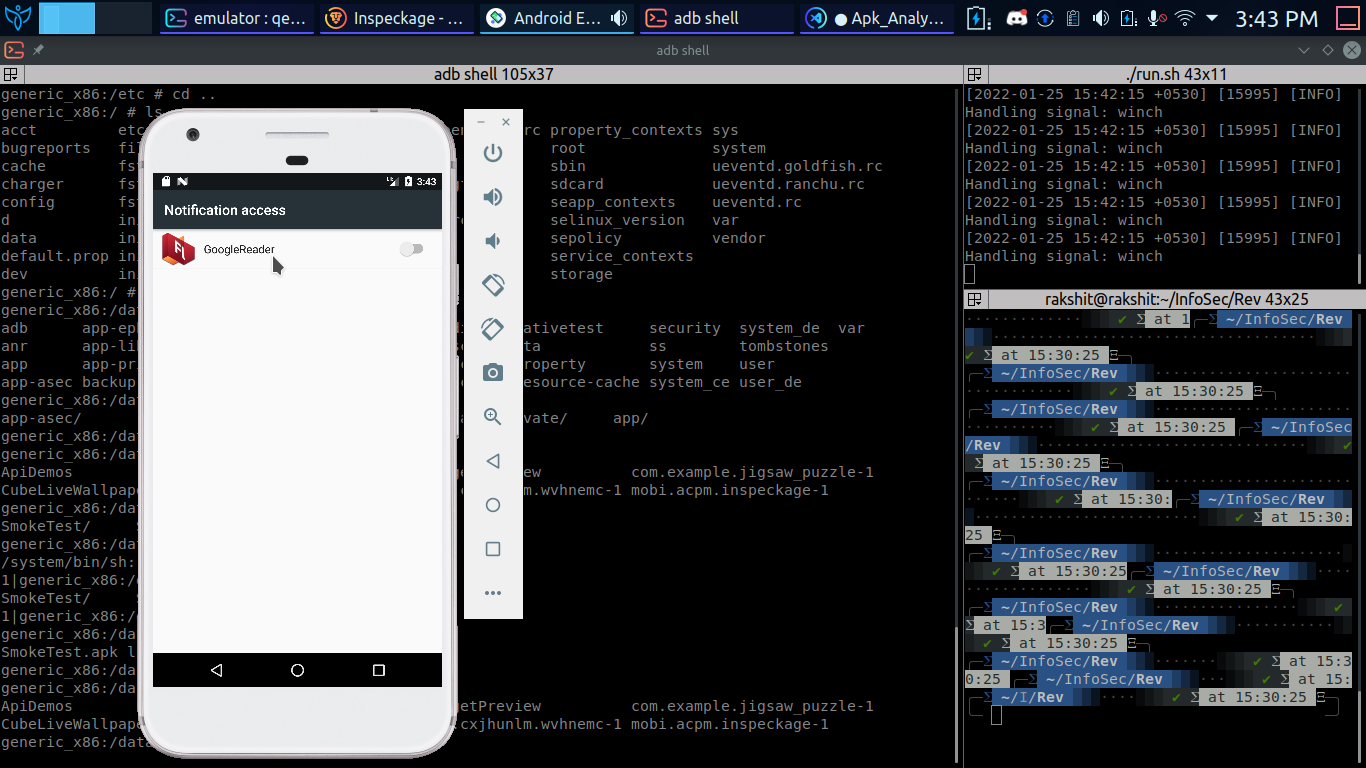 emulator : qe...
Inspeckage - ...
Android E...
adb shell
● Apk_Analy...
3:43 PM
adb shell
adb shell 105x37
generic_x86:/etc # cd ..
generic_x86:/ # ls
acct
bugreports
cache
charger
config
d
data
default.prop
dev
rc property_contexts sys
root system
sbin ueventd.goldfish.rc
sdcard ueventd.ranchu.rc
seapp_contexts ueventd.rc
selinux_version var
sepolicy vendor
service_contexts
storage
generic_x86:/ #
generic_x86:/da
adb app-ep ativetest security system_de var
anr app-li ta ss tombstones
app app-pr roperty system user
app-asec backup esource-cache system_ce user_de
generic_x86:/da
app-asec/ vate/ app/
generic_x86:/da
generic_x86:/da
ApiDemos etPreview com.example.jigsaw_puzzle-1
CubeLiveWallpap lm.wvhnemc-1 mobi.acpm.inspeckage-1
generic_x86:/da
SmokeTest/
generic_x86:/da
/system/bin/sh:
1|generic_x86:/
SmokeTest/
1|generic_x86:/
generic_x86:/da
SmokeTest.apk l
generic_x86:/da
generic_x86:/da
ApiDemos etPreview com.example.jigsaw_puzzle-1
CubeLiveWallpap cxjhunlm.wvhnemc-1 mobi.acpm.inspeckage-1
generic_x86:/data
3:43
Notification access
GoogleReader
./run.sh 43x11
[2022-01-25 15:42:15 +0530] [15995] [INFO]
Handling signal: winch
[2022-01-25 15:42:15 +0530] [15995] [INFO]
Handling signal: winch
[2022-01-25 15:42:15 +0530] [15995] [INFO]
Handling signal: winch
[2022-01-25 15:42:15 +0530] [15995] [INFO]
Handling signal: winch
[2022-01-25 15:42:15 +0530] [15995] [INFO]
Handling signal: winch
rakshit@rakshit:~/InfoSec/Rev 43x25
✔ at 1 ~/InfoSec/Rev
✔ at 15:30:25
~/InfoSec/Rev
✔ at 15:30:25
~/InfoSec/Rev
✔ at 15:30:25 ~/InfoSec
/Rev ✔
at 15:30:25
~/InfoSec/Rev
✔ at 15:30: ~/InfoSec/Rev
✔ at 15:30:
25
~/InfoSec/Rev
✔ at 15:30:25 ~/InfoSec/Rev
✔ at 15:30:25
~/InfoSec/Rev ✔
at 15:3 ~/InfoSec/Rev
✔ at 15:30:25
~/InfoSec/Rev ✔ at 15:3
0:25 ~/InfoSec/Rev ✔ at 15:
~/I/Rev ✔ at 15:30:25